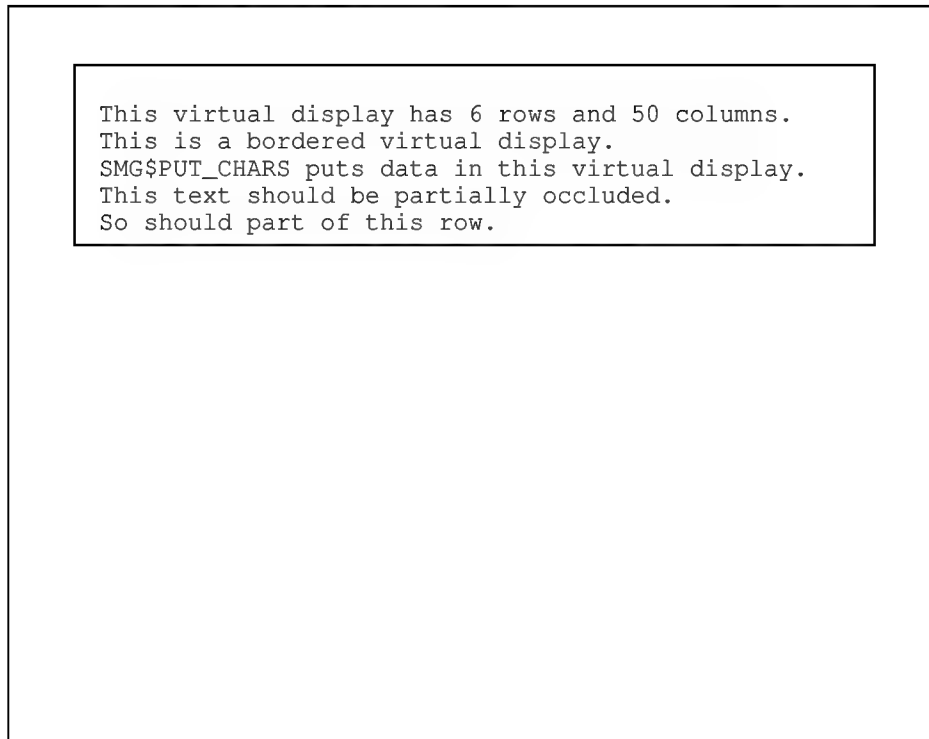 This virtual display has 6 rows and 50 columns.
This is a bordered virtual display.
SMG$PUT_CHARS puts data in this virtual display.
This text should be partially occluded.
So should part of this row.